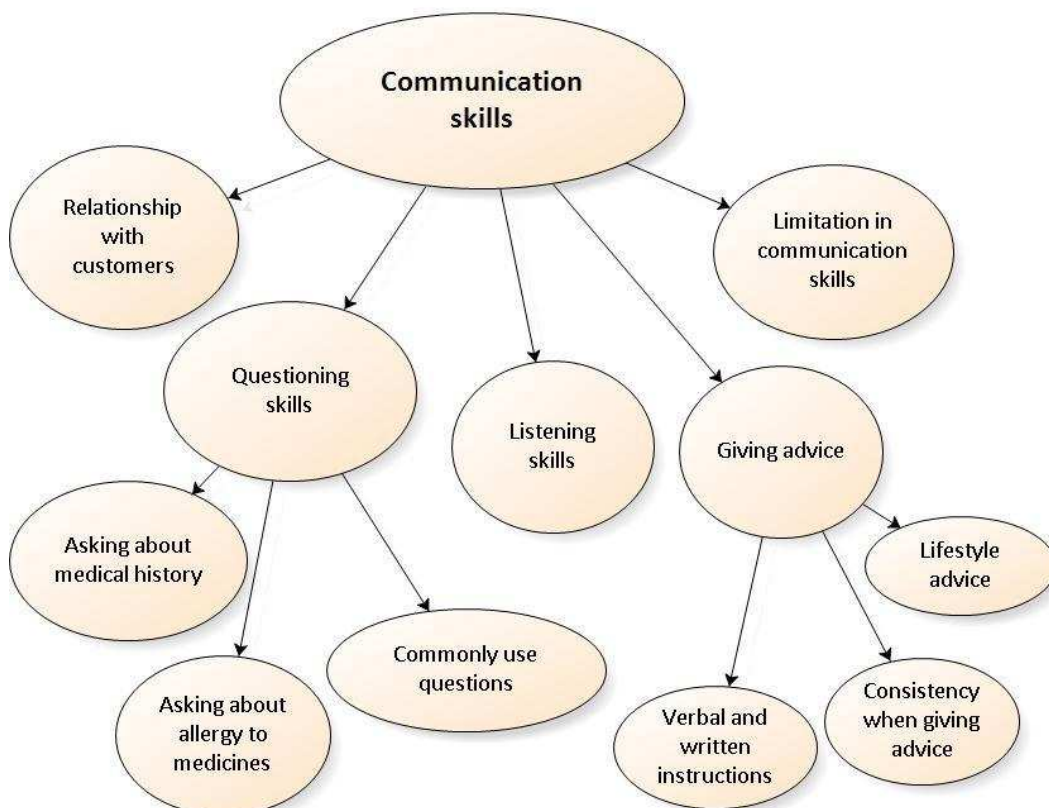 Communication
skills
Relationship
with
customers
Limitation in
communication
skills
Questioning
skills
Listening
skills
Giving advice
Asking about
medical history
Lifestyle
advice
Commonly use
questions
Asking about
allergy to
medicines
Verbal and
written
instructions
Consistency
when giving
advice